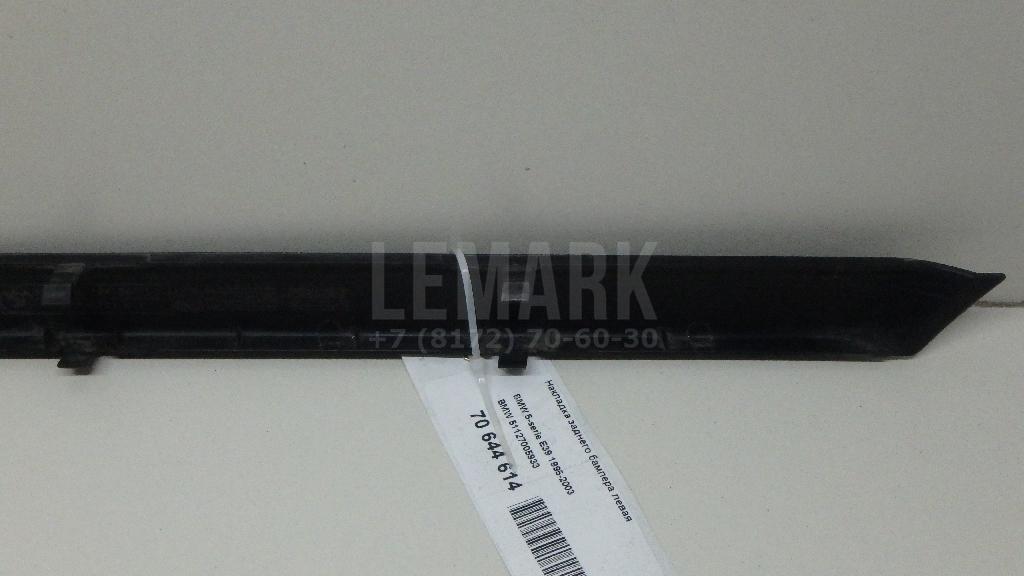 LEMARK
+7 (8172) 70-60-30
Накладка заднего бампера левая
BMW 5-serie E39 1995-2003
BMW 51127005933
70 644 614